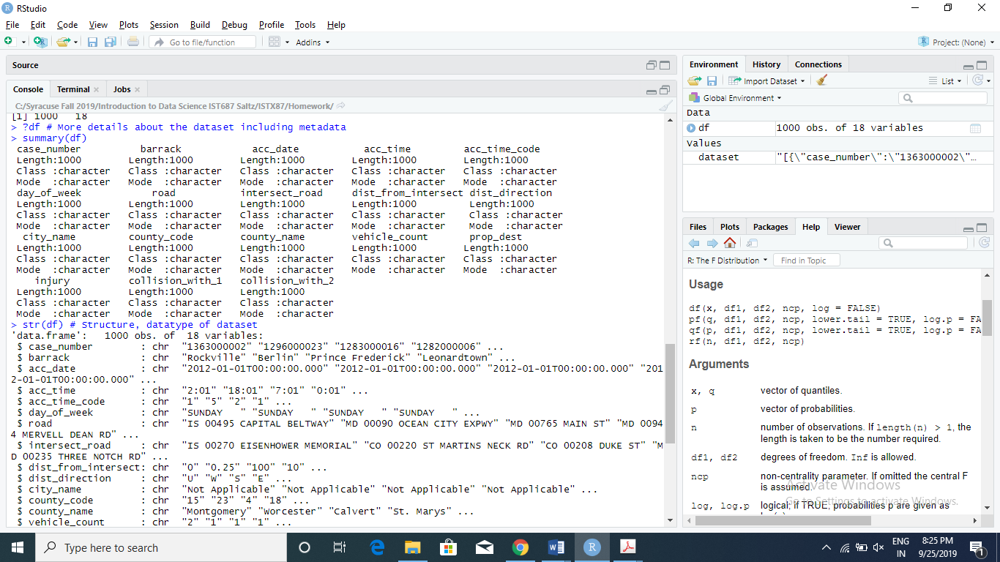 RStudio
File Edit Code View Plots Session Build Debug Profile Tools Help
Go to file/function Addins Project: (None)
Source
Console Terminal Jobs
C:/Syracuse Fall 2019/Introduction to Data Science IST687 Saltz/ISTX87/Homework/
[1] 1000 18
> ?df # More details about the dataset including metadata
> summary(df)
case_number barrack acc_date acc_time acc_time_code
Length:1000 Length:1000 Length:1000 Length:1000 Length:1000
Class :character Class :character Class :character Class :character Class :character
Mode :character Mode :character Mode :character Mode :character Mode :character
day_of_week road intersect_road dist_from_intersect dist_direction
Length:1000 Length:1000 Length:1000 Length:1000 Length:1000
Class :character Class :character Class :character Class :character Class :character
Mode :character Mode :character Mode :character Mode :character Mode :character
city_name county_code county_name vehicle_count prop_dest
Length:1000 Length:1000 Length:1000 Length:1000 Length:1000
Class :character Class :character Class :character Class :character Class :character
Mode :character Mode :character Mode :character Mode :character Mode :character
injury collision_with_1 collision_with_2
Length:1000 Length:1000 Length:1000
Class :character Class :character Class :character
Mode :character Mode :character Mode :character
> str(df) # Structure, datatype of dataset
'data.frame': 1000 obs. of 18 variables:
$ case_number : chr "1363000002" "1296000023" "1283000016" "1282000006" ...
$ barrack : chr "Rockville" "Berlin" "Prince Frederick" "Leonardtown" ...
$ acc_date : chr "2012-01-01T00:00:00.000" "2012-01-01T00:00:00.000" "2012-01-01T00:00:00.000" "201
2-01-01T00:00:00.000" ...
$ acc_time : chr "2:01" "18:01" "7:01" "0:01" ...
$ acc_time_code : chr "1" "5" "2" "1" ...
$ day_of_week : chr "SUNDAY " "SUNDAY " "SUNDAY " "SUNDAY " ...
$ road : chr "IS 00495 CAPITAL BELTWAY" "MD 00090 OCEAN CITY EXPWY" "MD 00765 MAIN ST" "MD 0094
4 MERVELL DEAN RD" ...
$ intersect_road : chr "IS 00270 EISENHOWER MEMORIAL" "CO 00220 ST MARTINS NECK RD" "CO 00208 DUKE ST" "M
D 00235 THREE NOTCH RD" ...
$ dist_from_intersect: chr "0" "0.25" "100" "10" ...
$ dist_direction : chr "U" "W" "S" "E" ...
$ city_name : chr "Not Applicable" "Not Applicable" "Not Applicable" "Not Applicable" ...
$ county_code : chr "15" "23" "4" "18" ...
$ county_name : chr "Montgomery" "Worcester" "Calvert" "St. Marys" ...
$ vehicle_count : chr "2" "1" "1" "1" ...
Environment History Connections
Import Dataset List
Global Environment
Data
df 1000 obs. of 18 variables
Values
dataset "[{\"case_number\":\"1363000002\"…
Files Plots Packages Help Viewer
R: The F Distribution Find in Topic
Usage
df(x, df1, df2, ncp, log = FALSE)
pf(q, df1, df2, ncp, lower.tail = TRUE, log.p = FA
qf(p, df1, df2, ncp, lower.tail = TRUE, log.p = FA
rf(n, df1, df2, ncp)
Arguments
x, q vector of quantiles.
p vector of probabilities.
n number of observations. If length(n) > 1, the
length is taken to be the number required.
df1, df2 degrees of freedom. Inf is allowed.
ncp non-centrality parameter. If omitted the central F
is assumed.
Activate Windows
Go to Settings to activate Windows.
log, log.p logical; if TRUE, probabilities p are given as
Type here to search
ENG 8:25 PM
IN 9/25/2019
1